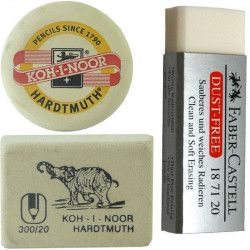 PENCILS SINCE 1790
KOH-I-NOOR
HARDTMUTH
300/20
KOH-I-NOOR
HARDTMUTH
FABER-CASTELL
DUST-FREE 18 71 20
Sauberes und weiches Radieren
Clean and Soft Erasing